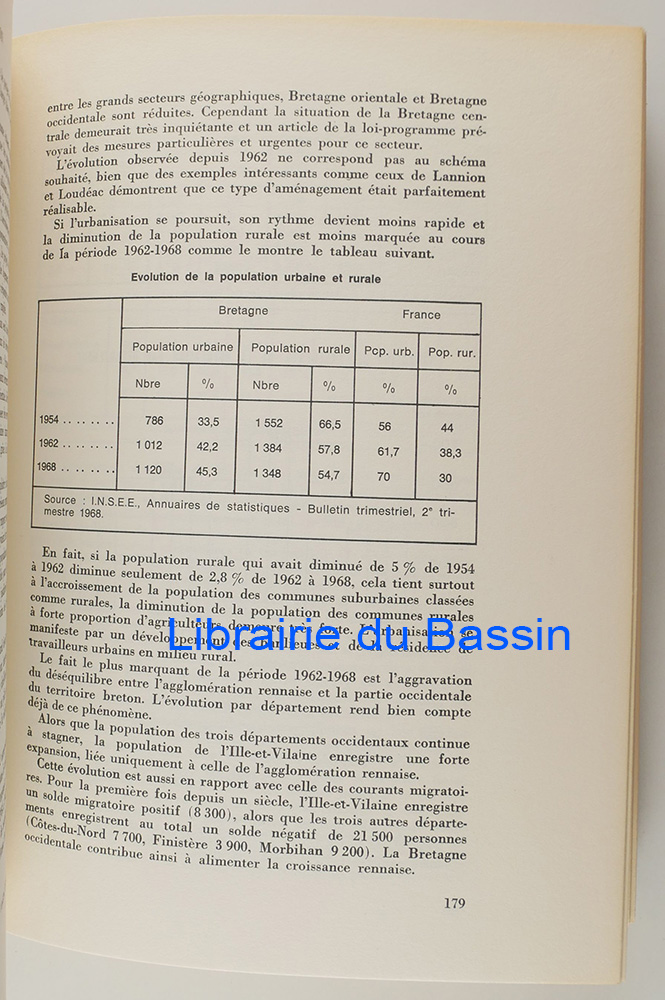 entre les grands secteurs géographiques, Bretagne orientale et Bretagne
occidentale sont réduites. Cependant la situation de la Bretagne cen-
trale demeurait très inquiétante et un article de la loi-programme pré-
voyait des mesures particulières et urgentes pour ce secteur.
L'évolution observée depuis 1962 ne correspond pas au schéma
souhaité, bien que des exemples intéressants comme ceux de Lannion
et Loudéac démontrent que ce type d'aménagement était parfaitement
réalisable.
Si l'urbanisation se poursuit, son rythme devient moins rapide et
la diminution de la population rurale est moins marquée au cours
de la période 1962-1968 comme le montre le tableau suivant.
Evolution de la population urbaine et rurale
Bretagne France
Population urbaine Population rurale Pop. urb. Pop. rur.
Nbre % Nbre % % %
1954 ........ 786 33,5 1 552 66,5 56 44
1962 ........ 1 012 42,2 1 384 57,8 61,7 38,3
1968 ........ 1 120 45,3 1 348 54,7 70 30
Source : I.N.S.E.E., Annuaires de statistiques - Bulletin trimestriel, 2e tri-
mestre 1968.
En fait, si la population rurale qui avait diminué de 5 % de 1954
à 1962 diminue seulement de 2,8 % de 1962 à 1968, cela tient surtout
à l'accroissement de la population des communes suburbaines classées
comme rurales, la diminution de la population des communes rurales
à forte proportion d'agriculteurs demeure très forte. L'urbanisation se
manifeste par un développement des banlieues et de la résidence de
travailleurs urbains en milieu rural.
Librairie du Bassin
Le fait le plus marquant de la période 1962-1968 est l'aggravation
du déséquilibre entre l'agglomération rennaise et la partie occidentale
du territoire breton. L'évolution par département rend bien compte
déjà de ce phénomène.
Alors que la population des trois départements occidentaux continue
à stagner, la population de l'Ille-et-Vilaine enregistre une forte
expansion, liée uniquement à celle de l'agglomération rennaise.
Cette évolution est aussi en rapport avec celle des courants migratoi-
res. Pour la première fois depuis un siècle, l'Ille-et-Vilaine enregistre
un solde migratoire positif (8 300), alors que les trois autres départe-
ments enregistrent au total un solde négatif de 21 500 personnes
(Côtes-du-Nord 7 700, Finistère 3 900, Morbihan 9 200). La Bretagne
occidentale contribue ainsi à alimenter la croissance rennaise.
179